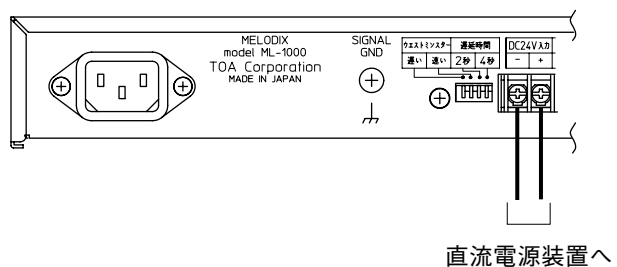 MELODIX
model ML-1000
TOA Corporation
MADE IN JAPAN
SIGNAL
GND
ウエストミンスター 遅延時間
遅い 速い 2秒 4秒
DC24V入力
− +
直流電源装置へ